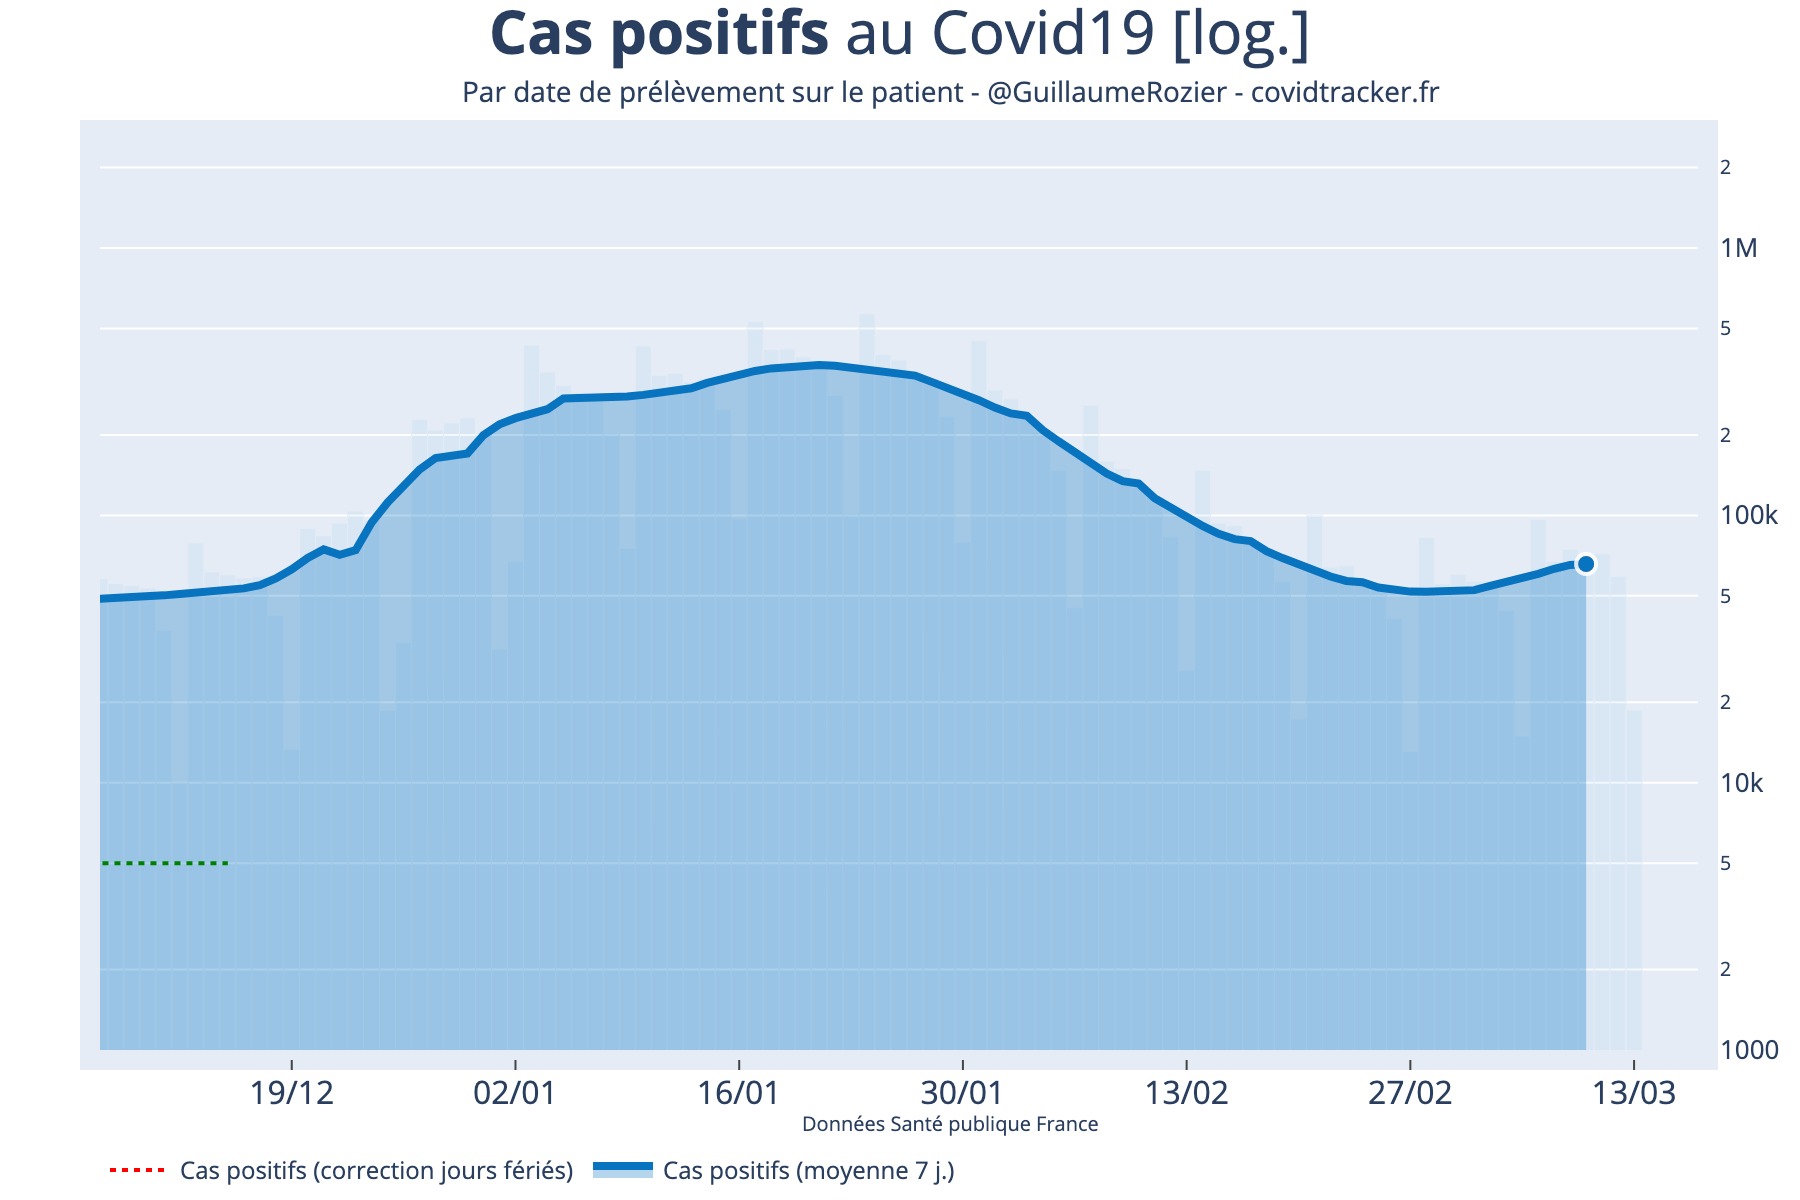 Cas positifs au Covid19 [log.]
Par date de prélèvement sur le patient - @GuillaumeRozier - covidtracker.fr
2
1M
5
2
100k
5
2
10k
5
2
1000
19/12 02/01 16/01 30/01 13/02 27/02 13/03
Données Santé publique France
Cas positifs (correction jours fériés) Cas positifs (moyenne 7 j.)